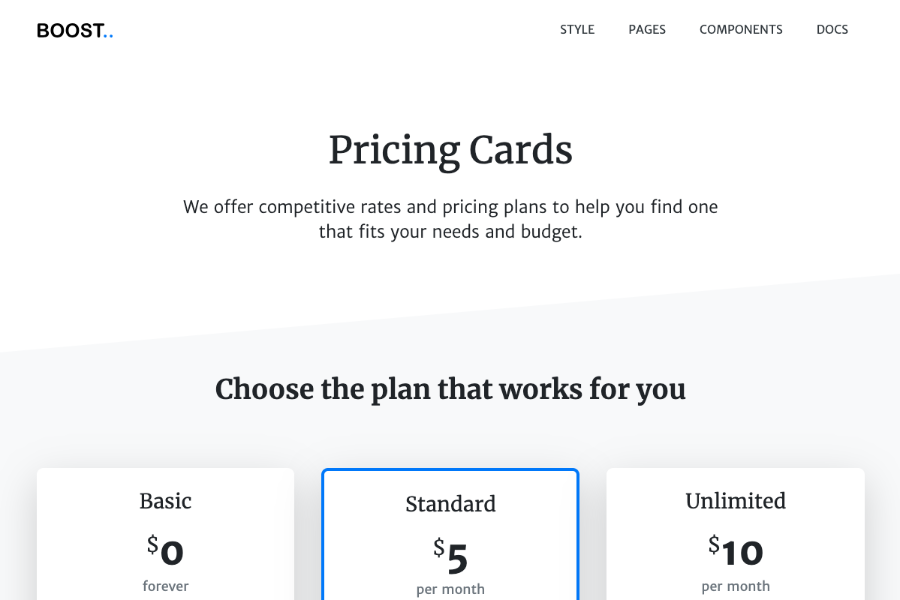 BOOST..
STYLE PAGES COMPONENTS DOCS
Pricing Cards
We offer competitive rates and pricing plans to help you find one
that fits your needs and budget.
Choose the plan that works for you
Basic
$0
forever
Standard
$5
per month
Unlimited
$10
per month